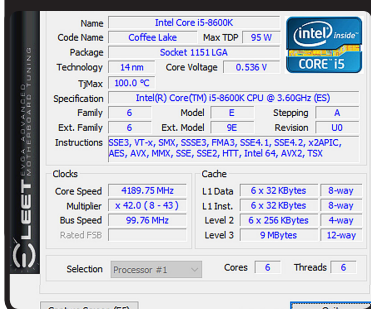 Name Intel Core i5-8600K
Code Name Coffee Lake Max TDP 95 W
Package Socket 1151 LGA
Technology 14 nm Core Voltage 0.536 V
TjMax 100.0 °C
intel inside™
CORE™ i5
Specification Intel(R) Core(TM) i5-8600K CPU @ 3.60GHz (ES)
Family 6 Model E Stepping A
Ext. Family 6 Ext. Model 9E Revision U0
Instructions SSE3, VT-x, SMX, SSSE3, FMA3, SSE4.1, SSE4.2, x2APIC,
AES, AVX, MMX, SSE, SSE2, HTT, Intel 64, AVX2, TSX
Clocks
Core Speed 4189.75 MHz
Multiplier x 42.0 ( 8 - 43 )
Bus Speed 99.76 MHz
Rated FSB
Cache
L1 Data 6 x 32 KBytes 8-way
L1 Inst. 6 x 32 KBytes 8-way
Level 2 6 x 256 KBytes 4-way
Level 3 9 MBytes 12-way
Selection Processor #1 Cores 6 Threads 6
ELEET EVGA ADVANCED
MOTHERBOARD TUNING